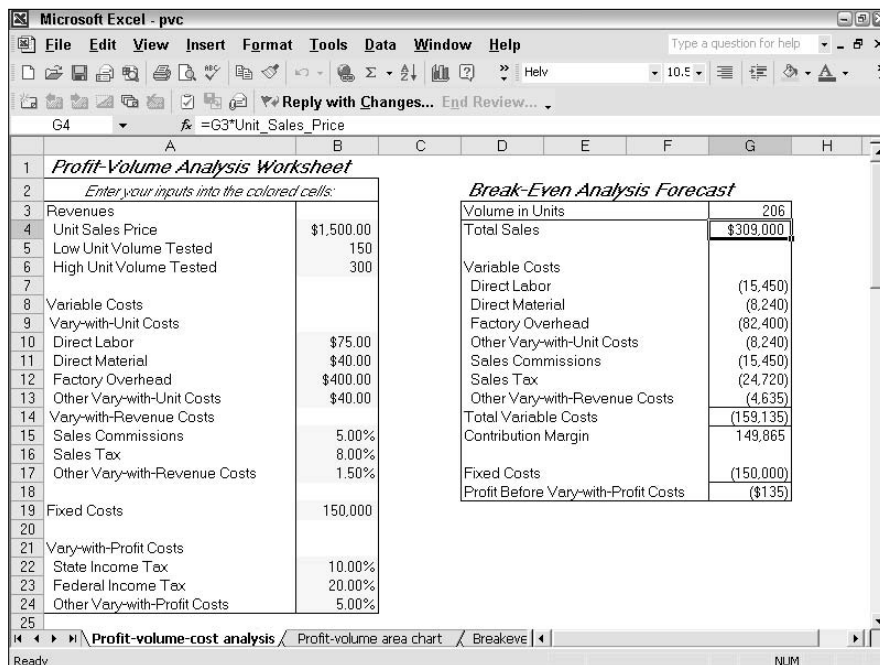 Microsoft Excel - pvc
File Edit View Insert Format Tools Data Window Help Type a question for help
Helv 10.5
Reply with Changes... End Review...
G4 fx =G3*Unit_Sales_Price
A B C D E F G H
1 Profit-Volume Analysis Worksheet
2 Enter your inputs into the colored cells: Break-Even Analysis Forecast
3 Revenues Volume in Units 206
4 Unit Sales Price $1,500.00 Total Sales $309,000
5 Low Unit Volume Tested 150
6 High Unit Volume Tested 300 Variable Costs
7 Direct Labor (15,450)
8 Variable Costs Direct Material (8,240)
9 Vary-with-Unit Costs Factory Overhead (82,400)
10 Direct Labor $75.00 Other Vary-with-Unit Costs (8,240)
11 Direct Material $40.00 Sales Commissions (15,450)
12 Factory Overhead $400.00 Sales Tax (24,720)
13 Other Vary-with-Unit Costs $40.00 Other Vary-with-Revenue Costs (4,635)
14 Vary-with-Revenue Costs Total Variable Costs (159,135)
15 Sales Commissions 5.00% Contribution Margin 149,865
16 Sales Tax 8.00%
17 Other Vary-with-Revenue Costs 1.50% Fixed Costs (150,000)
18 Profit Before Vary-with-Profit Costs ($135)
19 Fixed Costs 150,000
20
21 Vary-with-Profit Costs
22 State Income Tax 10.00%
23 Federal Income Tax 20.00%
24 Other Vary-with-Profit Costs 5.00%
25
Profit-volume-cost analysis Profit-volume area chart Breakeve
Ready NUM